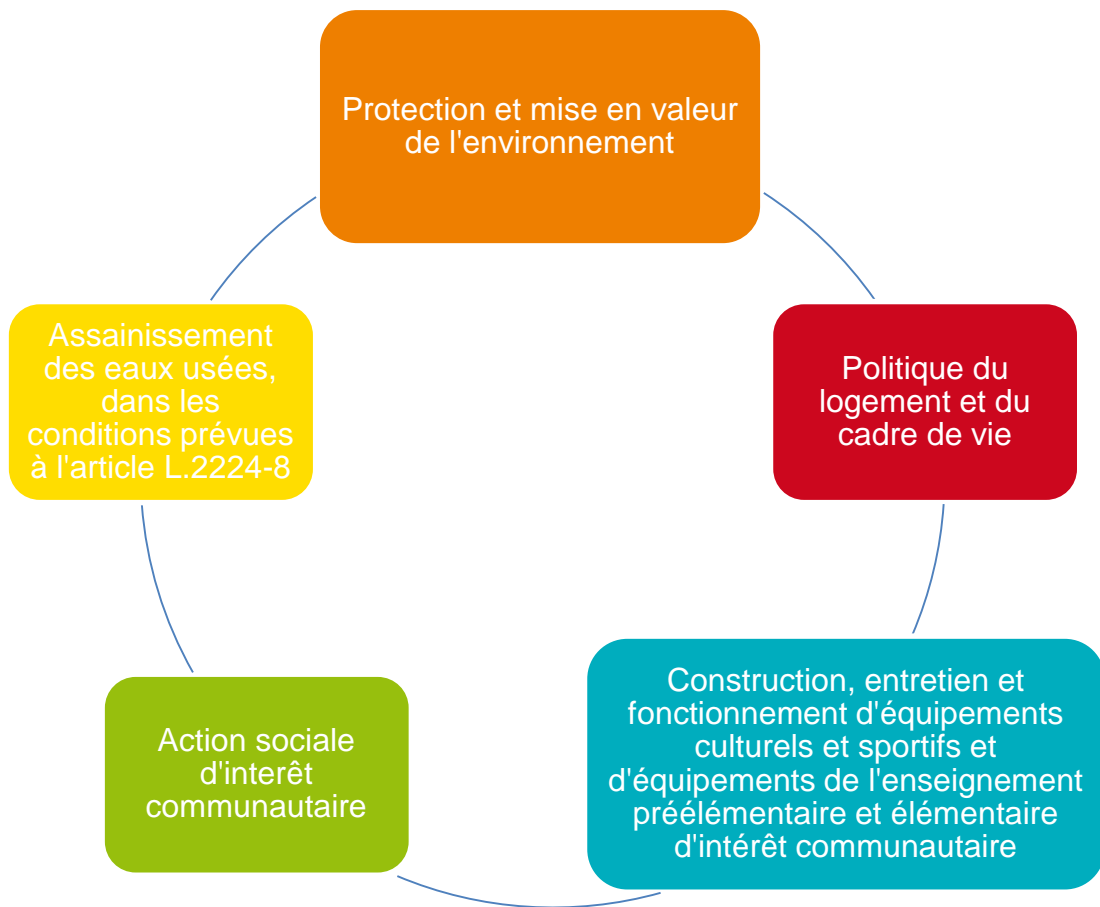 Protection et mise en valeur
de l'environnement
Politique du
logement et du
cadre de vie
Construction, entretien et
fonctionnement d'équipements
culturels et sportifs et
d'équipements de l'enseignement
préélémentaire et élémentaire
d'intérêt communautaire
Action sociale
d'interêt
communautaire
Assainissement
des eaux usées,
dans les
conditions prévues
à l'article L.2224-8